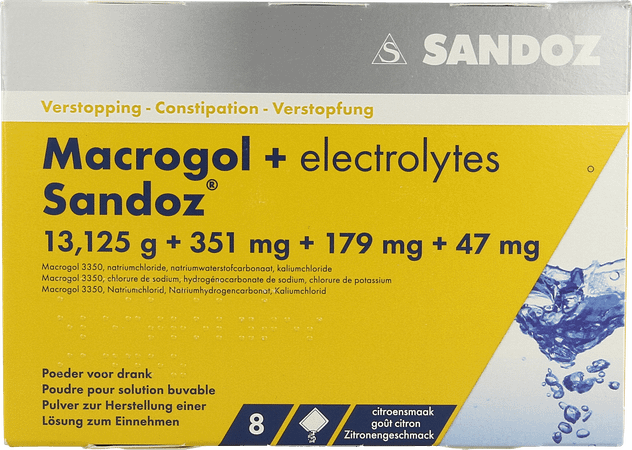 SANDOZ
Verstopping - Constipation - Verstopfung
Macrogol + electrolytes
Sandoz®
13,125 g + 351 mg + 179 mg + 47 mg
Macrogol 3350, natriumchloride, natriumwaterstofcarbonaat, kaliumchloride
Macrogol 3350, chlorure de sodium, hydrogénocarbonate de sodium, chlorure de potassium
Macrogol 3350, Natriumchlorid, Natriumhydrogencarbonat, Kaliumchlorid
Poeder voor drank
Poudre pour solution buvable
Pulver zur Herstellung einer
Lösung zum Einnehmen
8
citroensmaak
goût citron
Zitronengeschmack